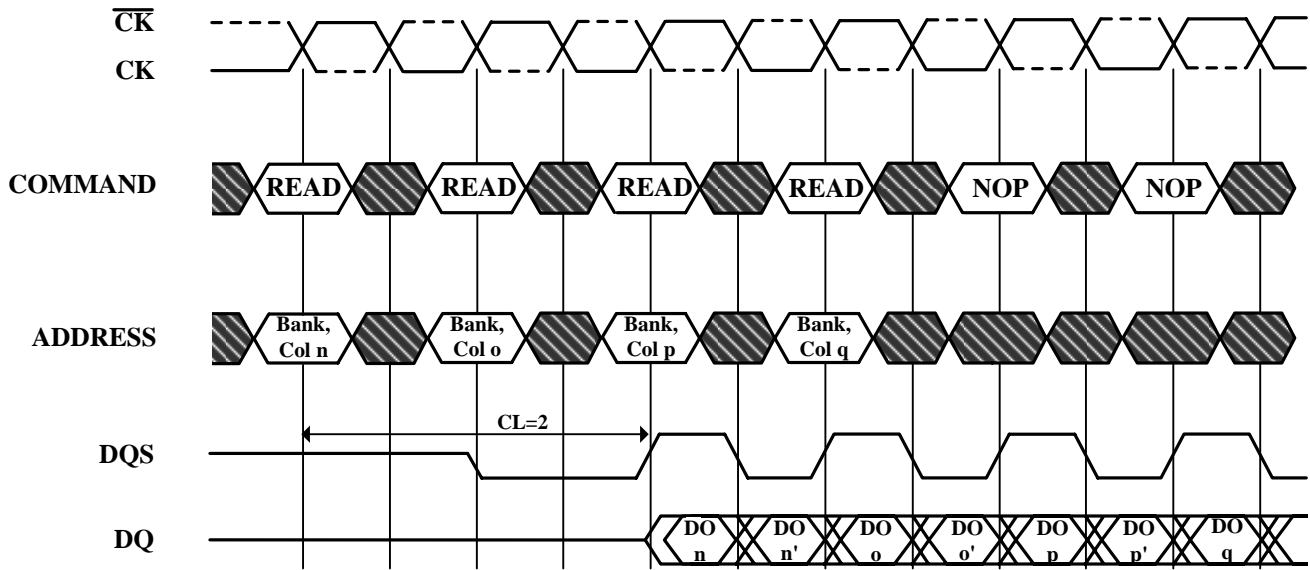 CK
CK
COMMAND READ READ READ READ NOP NOP
ADDRESS Bank, Col n Bank, Col o Bank, Col p Bank, Col q
CL=2
DQS
DQ DO n DO n' DO o DO o' DO p DO p' DO q